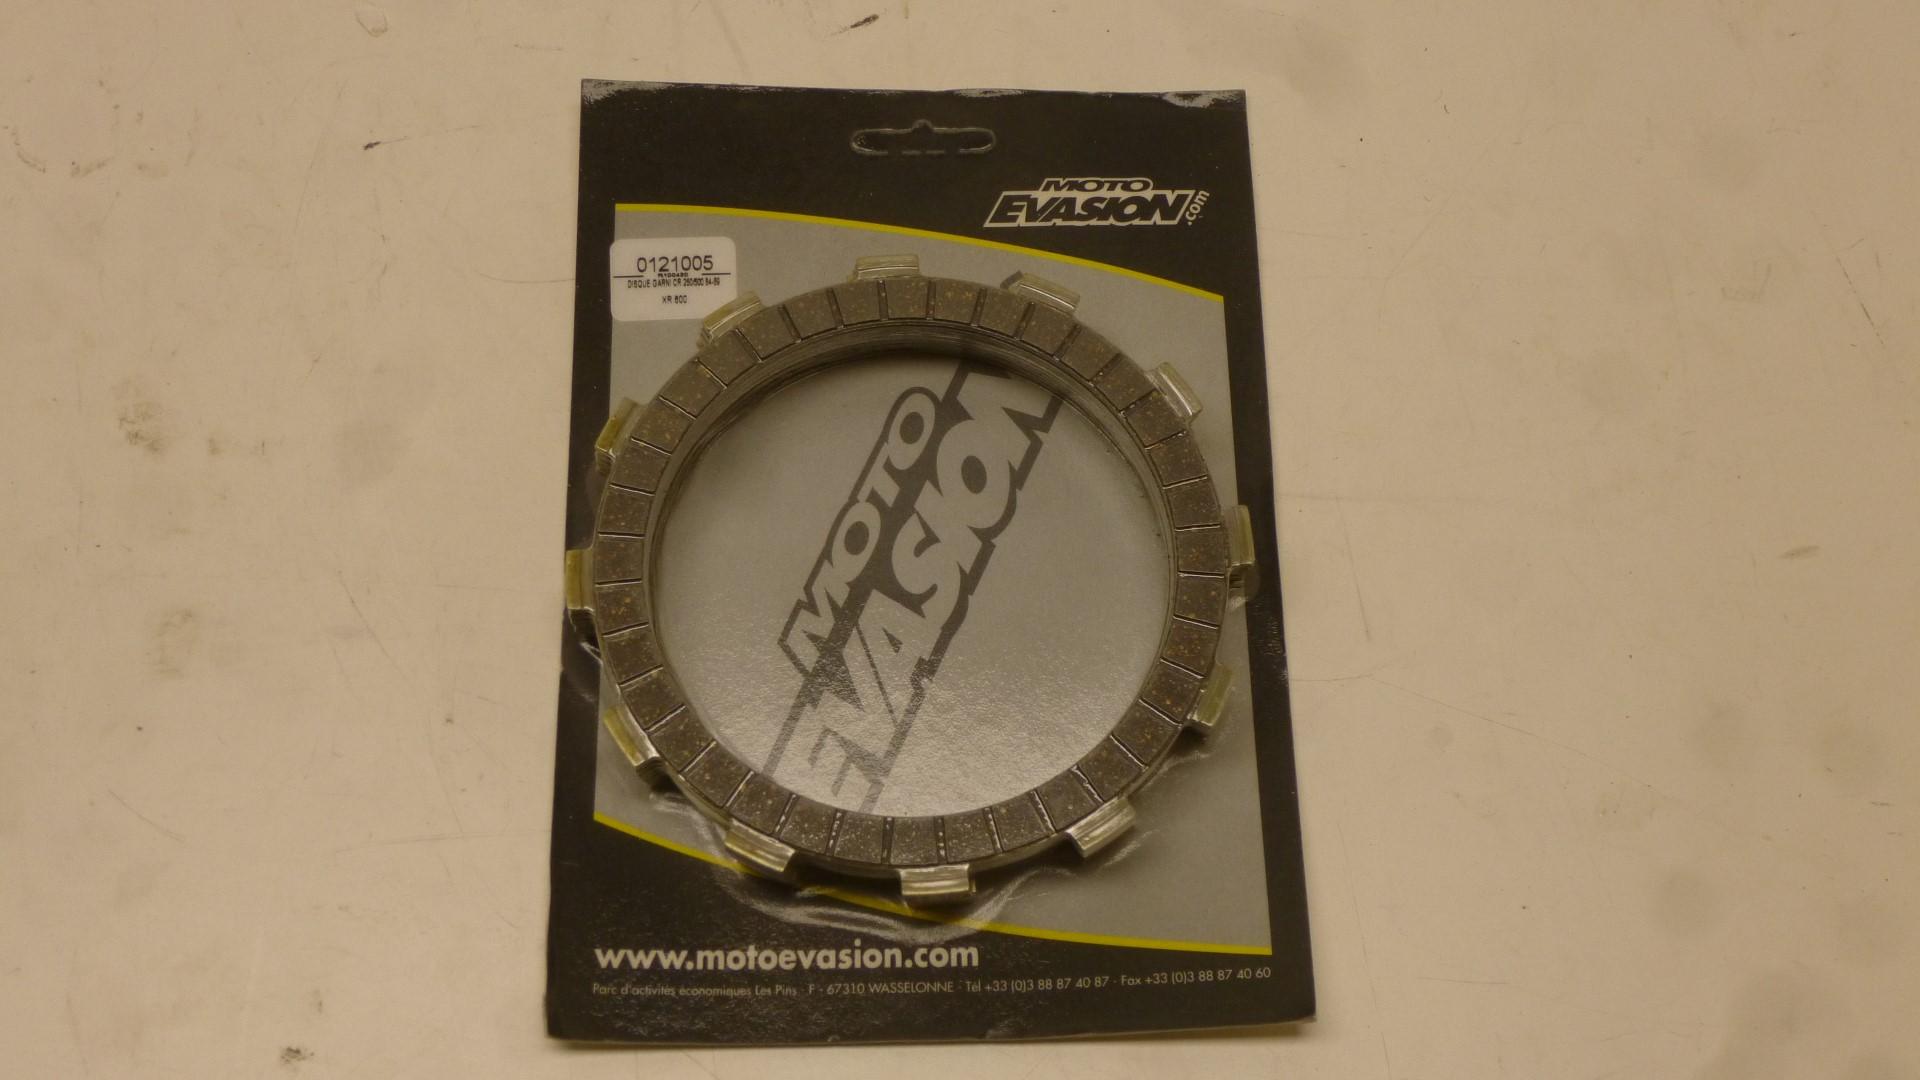 MOTO
EVASION.com
0121005
DISQUE GARNI CR 250/500 84-89
XR 600
MOTO
EVASION
www.motoevasion.com
Parc d'activités économiques Les Pins - F - 67310 WASSELONNE - Tél +33 (0)3 88 87 40 87 - Fax +33 (0)3 88 87 40 60